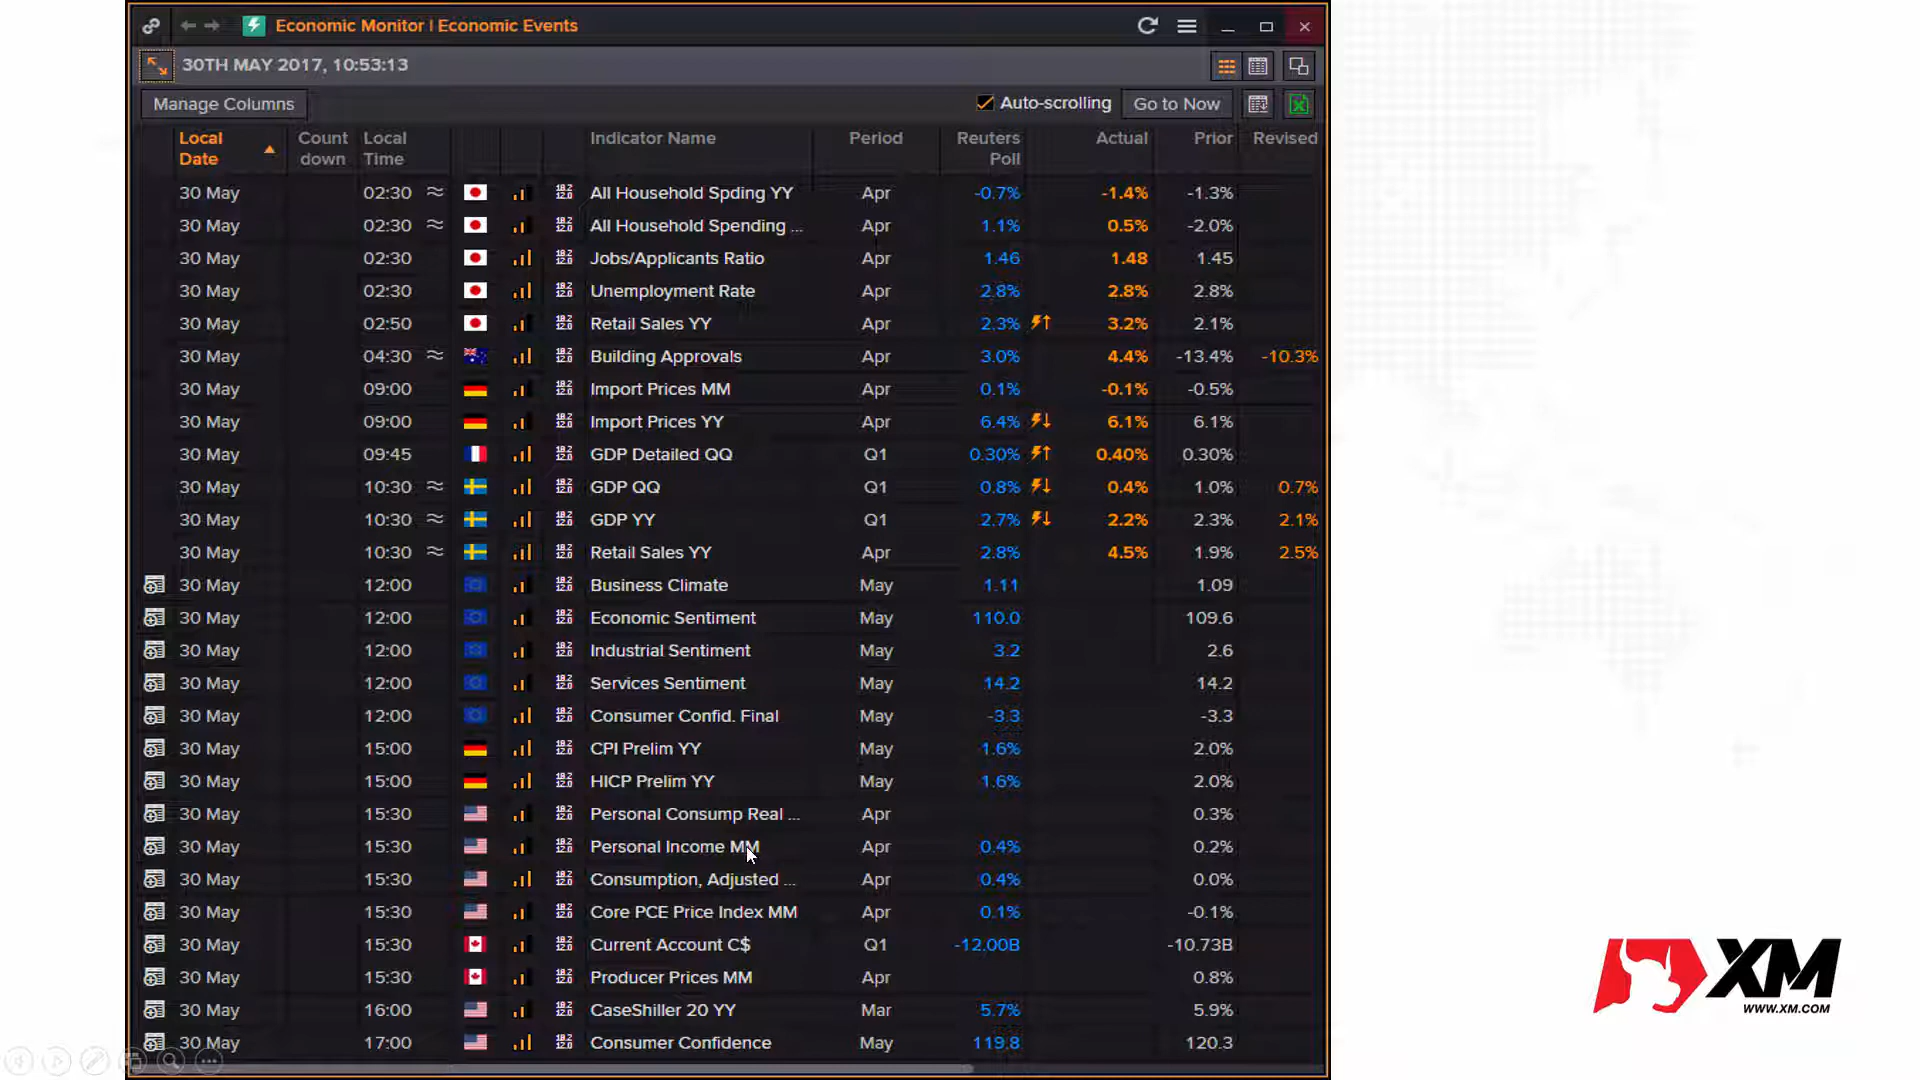 Economic Monitor | Economic Events
30TH MAY 2017, 10:53:13
Manage Columns Auto-scrolling Go to Now
Local Date Count down Local Time Indicator Name Period Reuters Poll Actual Prior Revised
30 May 02:30 All Household Spding YY Apr -0.7% -1.4% -1.3%
30 May 02:30 All Household Spending ... Apr 1.1% 0.5% -2.0%
30 May 02:30 Jobs/Applicants Ratio Apr 1.46 1.48 1.45
30 May 02:30 Unemployment Rate Apr 2.8% 2.8% 2.8%
30 May 02:50 Retail Sales YY Apr 2.3% 3.2% 2.1%
30 May 04:30 Building Approvals Apr 3.0% 4.4% -13.4% -10.3%
30 May 09:00 Import Prices MM Apr 0.1% -0.1% -0.5%
30 May 09:00 Import Prices YY Apr 6.4% 6.1% 6.1%
30 May 09:45 GDP Detailed QQ Q1 0.30% 0.40% 0.30%
30 May 10:30 GDP QQ Q1 0.8% 0.4% 1.0% 0.7%
30 May 10:30 GDP YY Q1 2.7% 2.2% 2.3% 2.1%
30 May 10:30 Retail Sales YY Apr 2.8% 4.5% 1.9% 2.5%
30 May 12:00 Business Climate May 1.11 1.09
30 May 12:00 Economic Sentiment May 110.0 109.6
30 May 12:00 Industrial Sentiment May 3.2 2.6
30 May 12:00 Services Sentiment May 14.2 14.2
30 May 12:00 Consumer Confid. Final May -3.3 -3.3
30 May 15:00 CPI Prelim YY May 1.6% 2.0%
30 May 15:00 HICP Prelim YY May 1.6% 2.0%
30 May 15:30 Personal Consump Real ... Apr 0.3%
30 May 15:30 Personal Income MM Apr 0.4% 0.2%
30 May 15:30 Consumption, Adjusted ... Apr 0.4% 0.0%
30 May 15:30 Core PCE Price Index MM Apr 0.1% -0.1%
30 May 15:30 Current Account C$ Q1 -12.00B -10.73B
30 May 15:30 Producer Prices MM Apr 0.8%
30 May 16:00 CaseShiller 20 YY Mar 5.7% 5.9%
30 May 17:00 Consumer Confidence May 119.8 120.3
XM
WWW.XM.COM